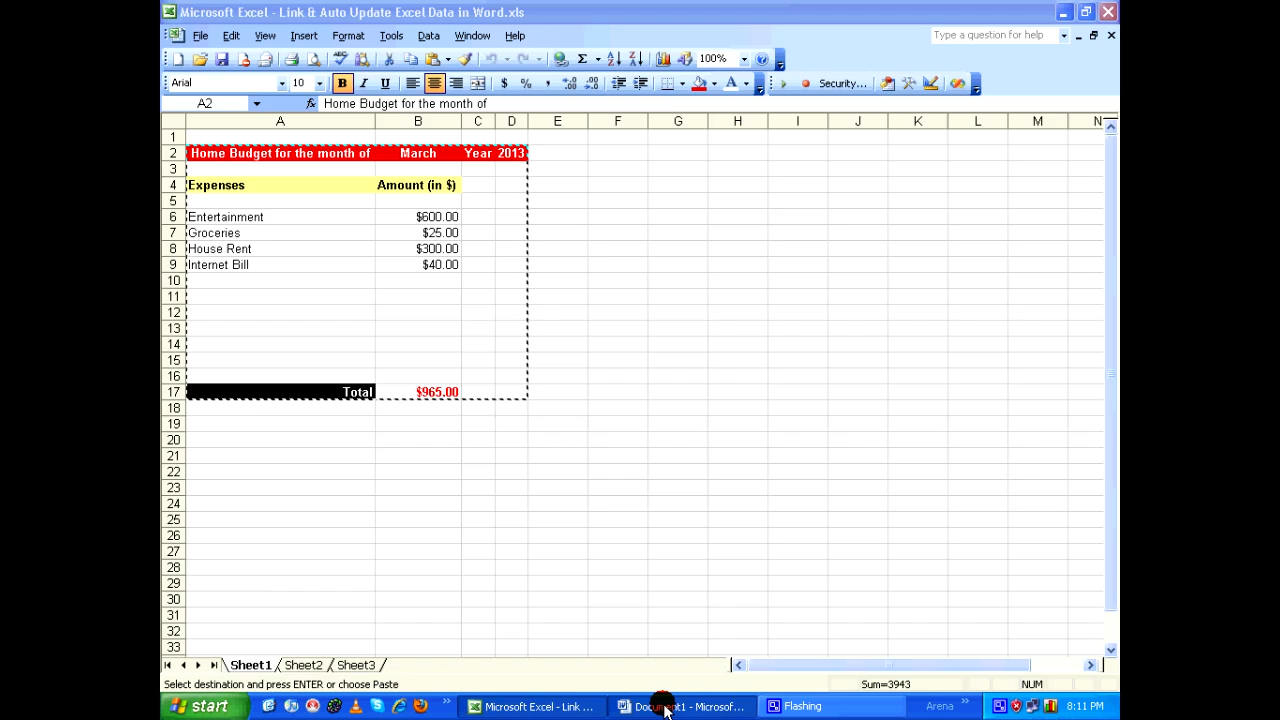 Microsoft Excel - Link & Auto Update Excel Data in Word.xls
File Edit View Insert Format Tools Data Window Help Type a question for help
100%
Arial 10 B I U $ % , Security...
A2 fx Home Budget for the month of
A B C D E F G H I J K L M N
1
2 Home Budget for the month of March Year 2013
3
4 Expenses Amount (in $)
5
6 Entertainment $600.00
7 Groceries $25.00
8 House Rent $300.00
9 Internet Bill $40.00
10
11
12
13
14
15
16
17 Total $965.00
18
19
20
21
22
23
24
25
26
27
28
29
30
31
32
33
Sheet1 Sheet2 Sheet3
Select destination and press ENTER or choose Paste Sum=3943 NUM
start Microsoft Excel - Link ... Document1 - Microsof... Flashing Arena 8:11 PM